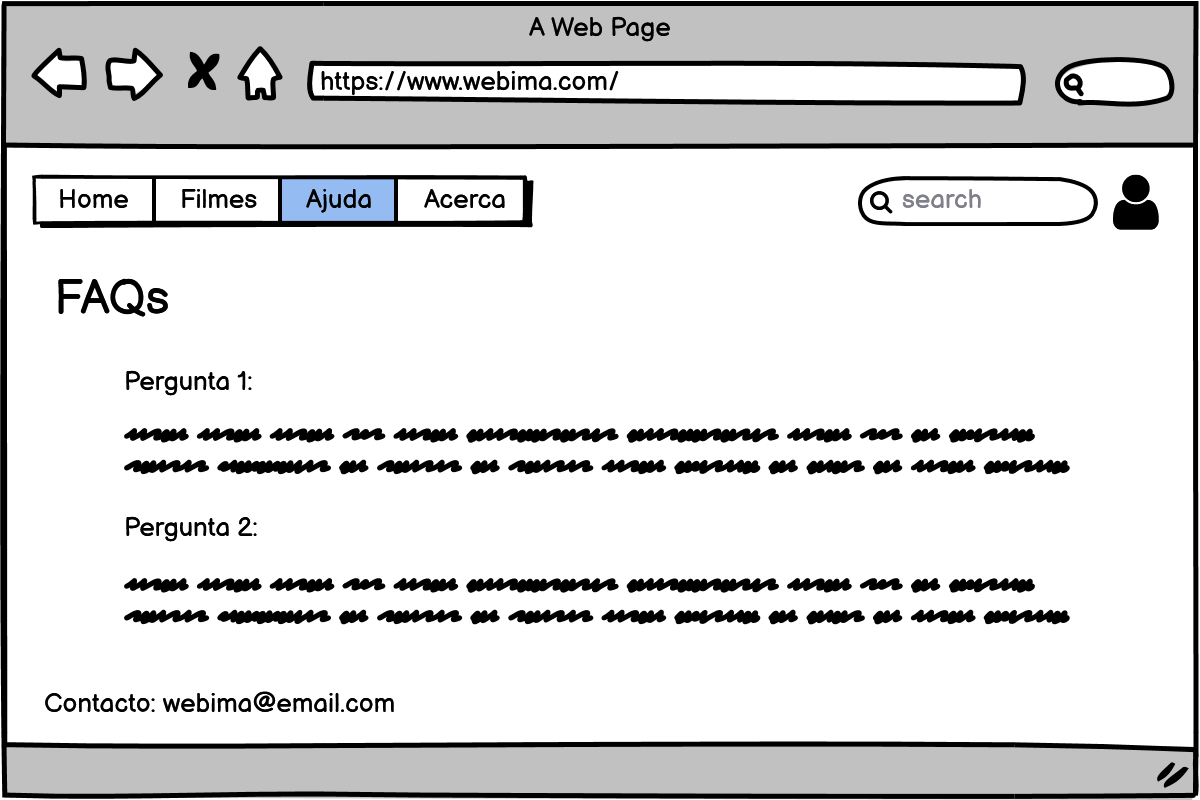 A Web Page
https://www.webima.com/
Home Filmes Ajuda Acerca search
FAQs
Pergunta 1:
Pergunta 2:
Contacto: webima@email.com